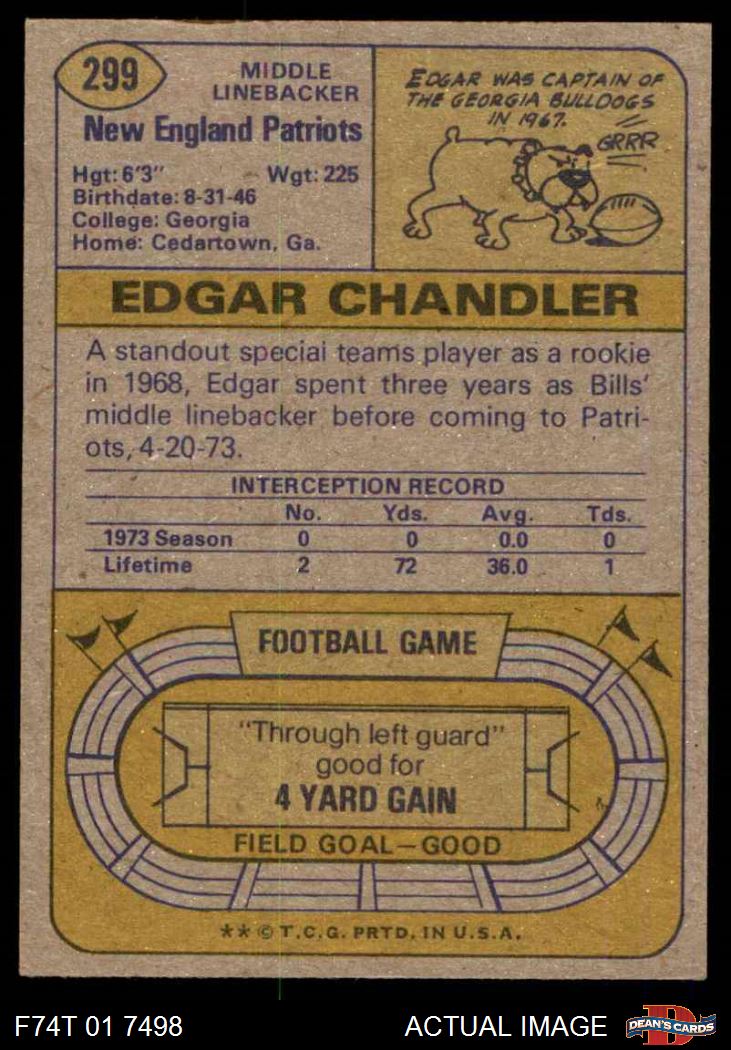 299
MIDDLE
LINEBACKER
New England Patriots
Hgt: 6'3" Wgt: 225
Birthdate: 8-31-46
College: Georgia
Home: Cedartown, Ga.
EDGAR WAS CAPTAIN OF
THE GEORGIA BULLDOGS
IN 1967.
GRRR
EDGAR CHANDLER
A standout special teams player as a rookie
in 1968, Edgar spent three years as Bills'
middle linebacker before coming to Patri-
ots, 4-20-73.
INTERCEPTION RECORD
No. Yds. Avg. Tds.
1973 Season 0 0 0.0 0
Lifetime 2 72 36.0 1
FOOTBALL GAME
"Through left guard"
good for
4 YARD GAIN
FIELD GOAL—GOOD
** © T.C.G. PRTD. IN U.S.A.
F74T 01 7498 ACTUAL IMAGE
D
DEAN'S CARDS